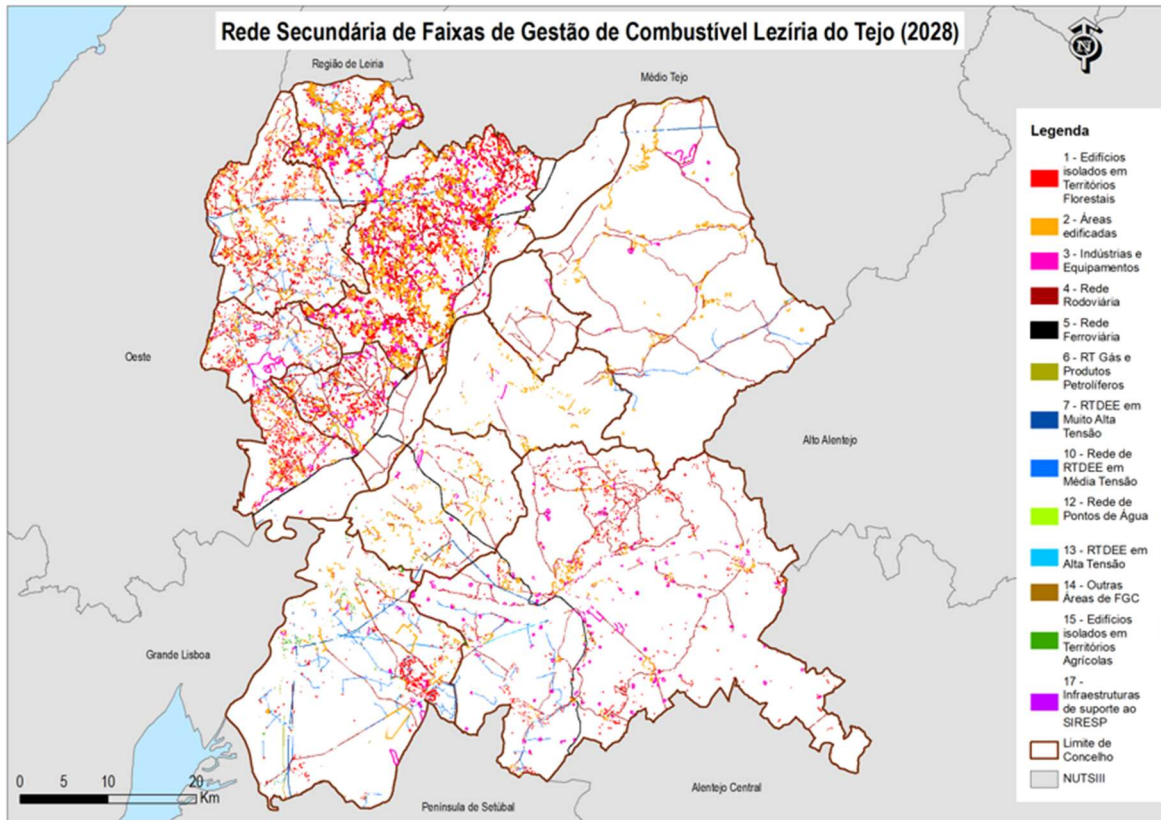 Rede Secundária de Faixas de Gestão de Combustível Lezíria do Tejo (2028)
N
Região de Leiria
Médio Tejo
Oeste
Alto Alentejo
Grande Lisboa
Península de Setúbal
Alentejo Central
0 5 10 20
Km
Legenda
1 - Edifícios
isolados em
Territórios
Florestais
2 - Áreas
edificadas
3 - Indústrias e
Equipamentos
4 - Rede
Rodoviária
5 - Rede
Ferroviária
6 - RT Gás e
Produtos
Petrolíferos
7 - RTDEE em
Muito Alta
Tensão
10 - Rede de
RTDEE em
Média Tensão
12 - Rede de
Pontos de Água
13 - RTDEE em
Alta Tensão
14 - Outras
Áreas de FGC
15 - Edifícios
isolados em
Territórios
Agrícolas
17 -
Infraestruturas
de suporte ao
SIRESP
Limite de
Concelho
NUTSIII